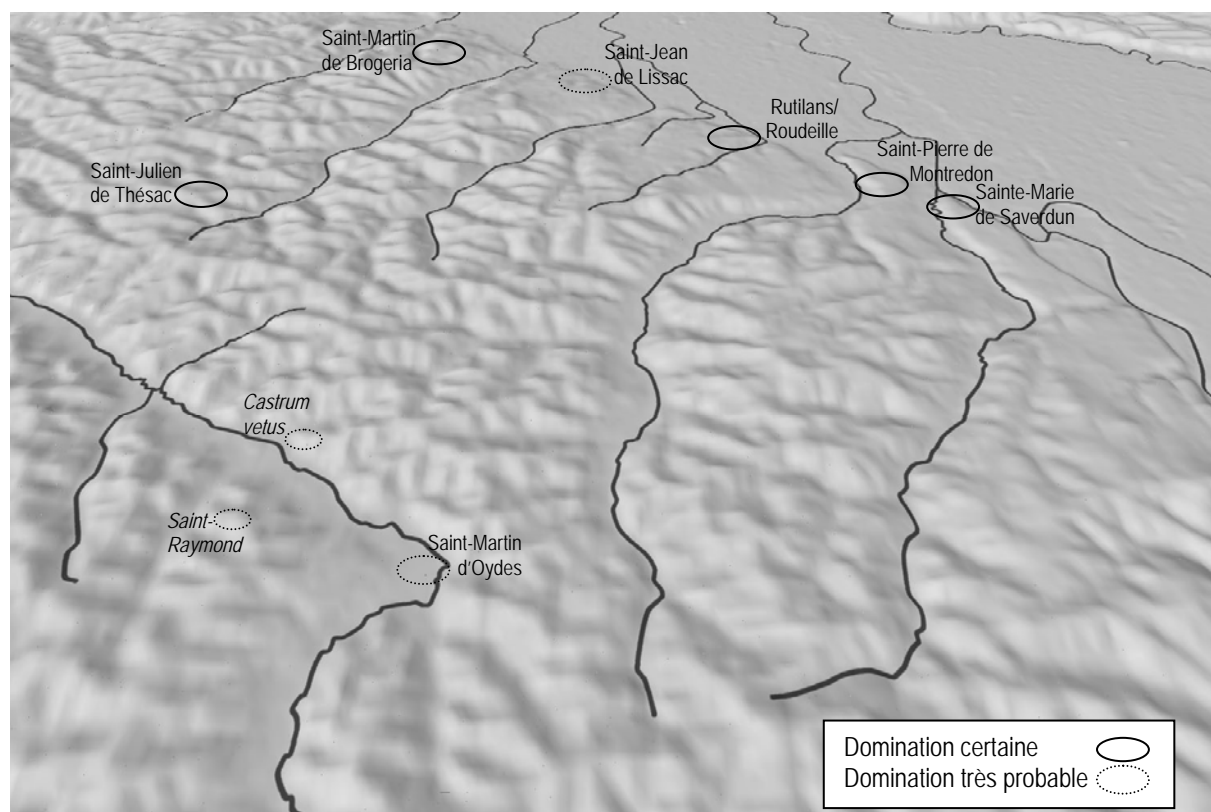 Saint-Martin
de Brogeria
Saint-Jean
de Lissac
Rutilans/
Roudeille
Saint-Pierre de
Montredon
Saint-Julien
de Thésac
Sainte-Marie
de Saverdun
Castrum
vetus
Saint-
Raymond
Saint-Martin
d'Oydes
Domination certaine
Domination très probable